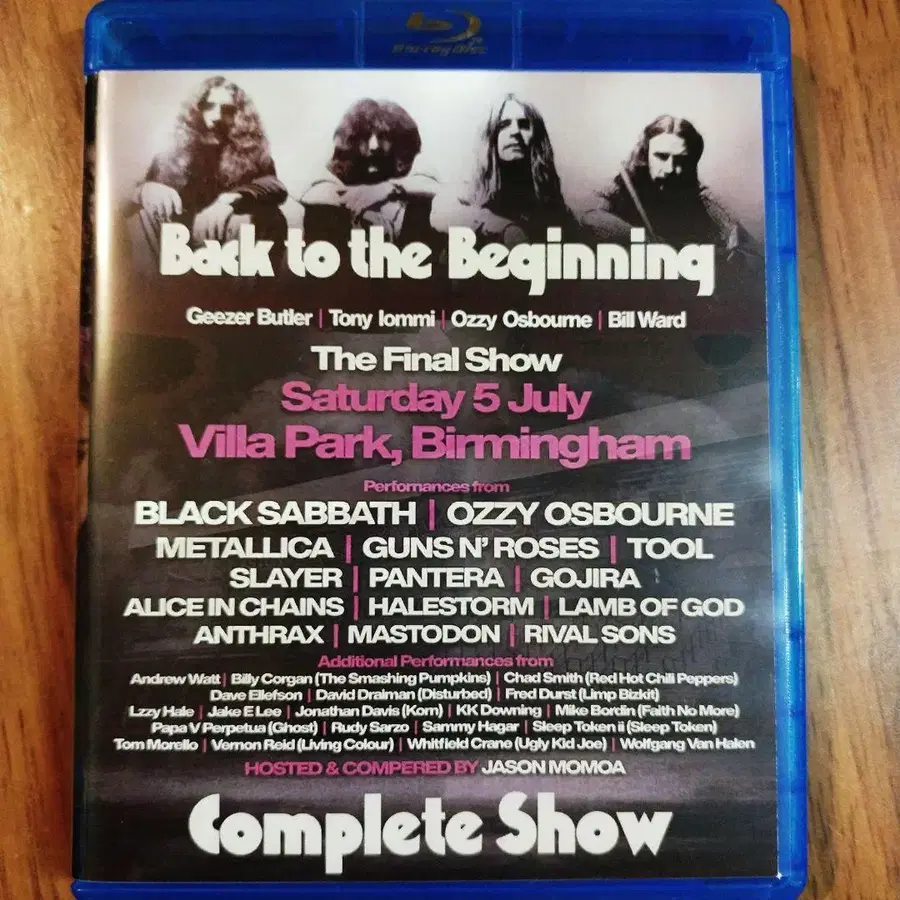 Blu-ray Disc
Back to the Beginning
Geezer Butler | Tony Iommi | Ozzy Osbourne | Bill Ward
The Final Show
Saturday 5 July
Villa Park, Birmingham
Perfomances from
BLACK SABBATH | OZZY OSBOURNE
METALLICA | GUNS N' ROSES | TOOL
SLAYER | PANTERA | GOJIRA
ALICE IN CHAINS | HALESTORM | LAMB OF GOD
ANTHRAX | MASTODON | RIVAL SONS
Additional Performances from
Andrew Watt | Billy Corgan (The Smashing Pumpkins) | Chad Smith (Red Hot Chili Peppers)
Dave Ellefson | David Draiman (Disturbed) | Fred Durst (Limp Bizkit)
Lzzy Hale | Jake E Lee | Jonathan Davis (Korn) | KK Downing | Mike Bordin (Faith No More)
Papa V Perpetua (Ghost) | Rudy Sarzo | Sammy Hagar | Sleep Token ii (Sleep Token)
Tom Morello | Vernon Reid (Living Colour) | Whitfield Crane (Ugly Kid Joe) | Wolfgang Van Halen
HOSTED & COMPERED BY JASON MOMOA
Complete Show